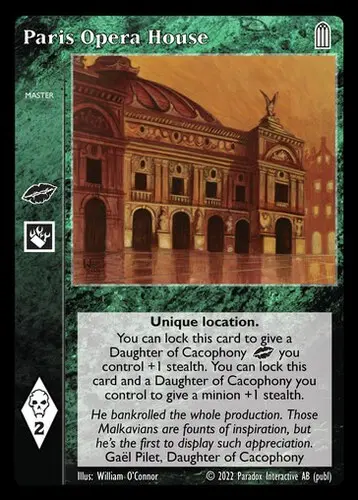 Paris Opera House
MASTER
Unique location.
You can lock this card to give a
Daughter of Cacophony you
control +1 stealth. You can lock this
card and a Daughter of Cacophony you
control to give a minion +1 stealth.
He bankrolled the whole production. Those
Malkavians are founts of inspiration, but
he's the first to display such appreciation.
Gaël Pilet, Daughter of Cacophony
2
Illus: William O'Connor © 2022 Paradox Interactive AB (publ)